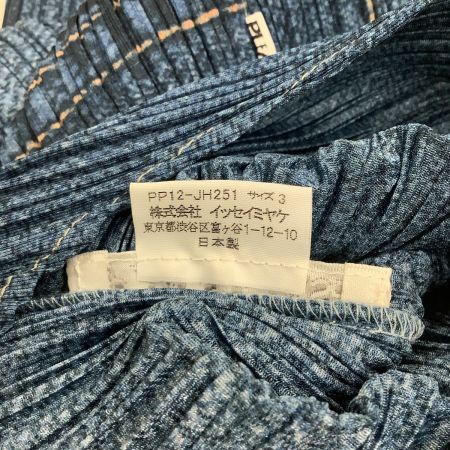 PL
PP12-JH251 サイズ 3
株式会社 イッセイミヤケ
東京都渋谷区富ヶ谷1-12-10
日本製